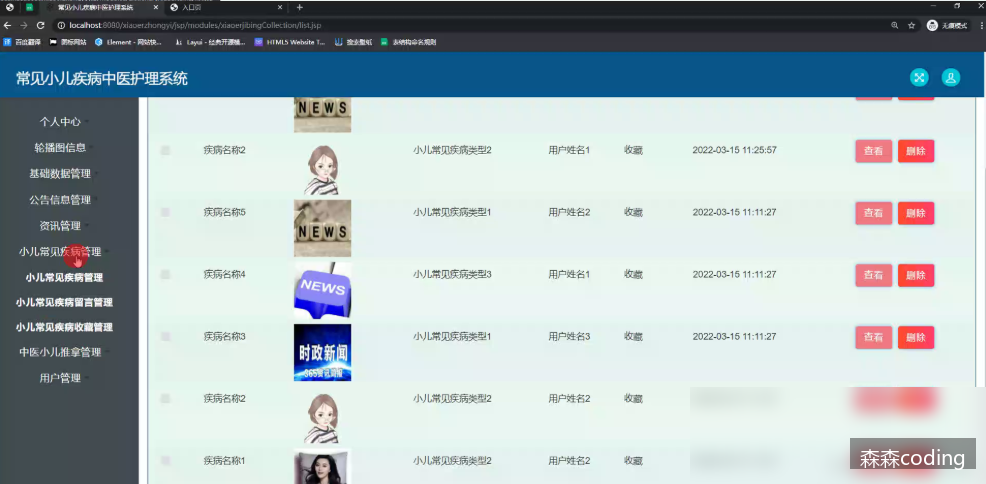 常见小儿疾病中医护理系统
入口页
localhost:8080/xiaoerzhongyi/jsp/modules/xiaoerjibingCollection/list.jsp
无痕模式
百度翻译 图标网站 Element - 网站快... Layui - 经典开源模... HTML5 Website T... 搜索壁纸 表结构命名规则
常见小儿疾病中医护理系统
个人中心
轮播图信息
基础数据管理
公告信息管理
资讯管理
小儿常见疾病管理
小儿常见疾病管理
小儿常见疾病留言管理
小儿常见疾病收藏管理
中医小儿推拿管理
用户管理
NEWS
疾病名称2 小儿常见疾病类型2 用户姓名1 收藏 2022-03-15 11:25:57 查看 删除
疾病名称5 NEWS 小儿常见疾病类型1 用户姓名2 收藏 2022-03-15 11:11:27 查看 删除
疾病名称4 NEWS 小儿常见疾病类型3 用户姓名1 收藏 2022-03-15 11:11:27 查看 删除
疾病名称3 时政新闻 小儿常见疾病类型1 用户姓名3 收藏 2022-03-15 11:11:27 查看 删除
疾病名称2 小儿常见疾病类型2 用户姓名2 收藏
疾病名称1 小儿常见疾病类型2 用户姓名2 收藏
森森coding